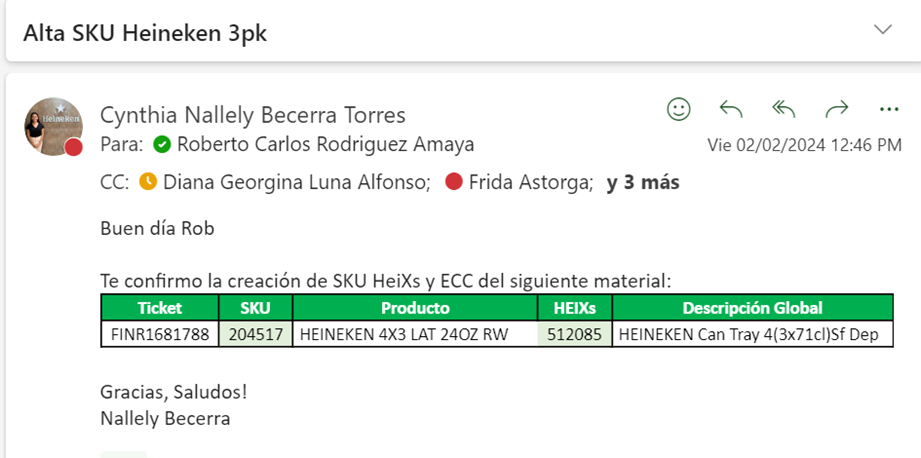 Alta SKU Heineken 3pk
Cynthia Nallely Becerra Torres
Para: Roberto Carlos Rodriguez Amaya
Vie 02/02/2024 12:46 PM
CC: Diana Georgina Luna Alfonso; Frida Astorga; y 3 más
Buen día Rob
Te confirmo la creación de SKU HeiXs y ECC del siguiente material:
Ticket SKU Producto HEIXs Descripción Global
FINR1681788 204517 HEINEKEN 4X3 LAT 24OZ RW 512085 HEINEKEN Can Tray 4(3x71cl)Sf Dep
Gracias, Saludos!
Nallely Becerra